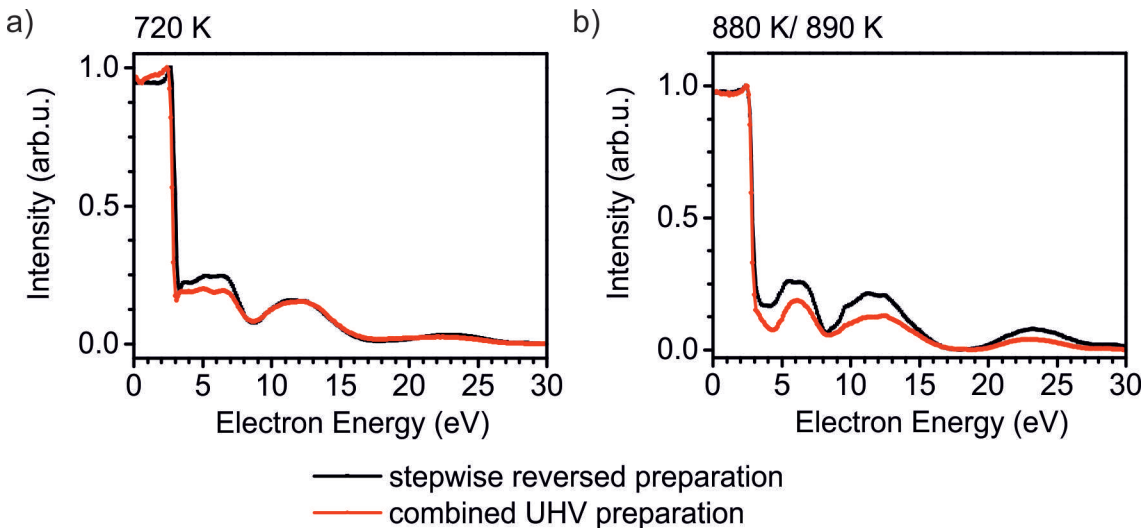 a)
720 K
Intensity (arb.u.)
1.0
0.5
0.0
0 5 10 15 20 25 30
Electron Energy (eV)
b)
880 K/ 890 K
Intensity (arb.u.)
1.0
0.5
0.0
0 5 10 15 20 25 30
Electron Energy (eV)
stepwise reversed preparation
combined UHV preparation